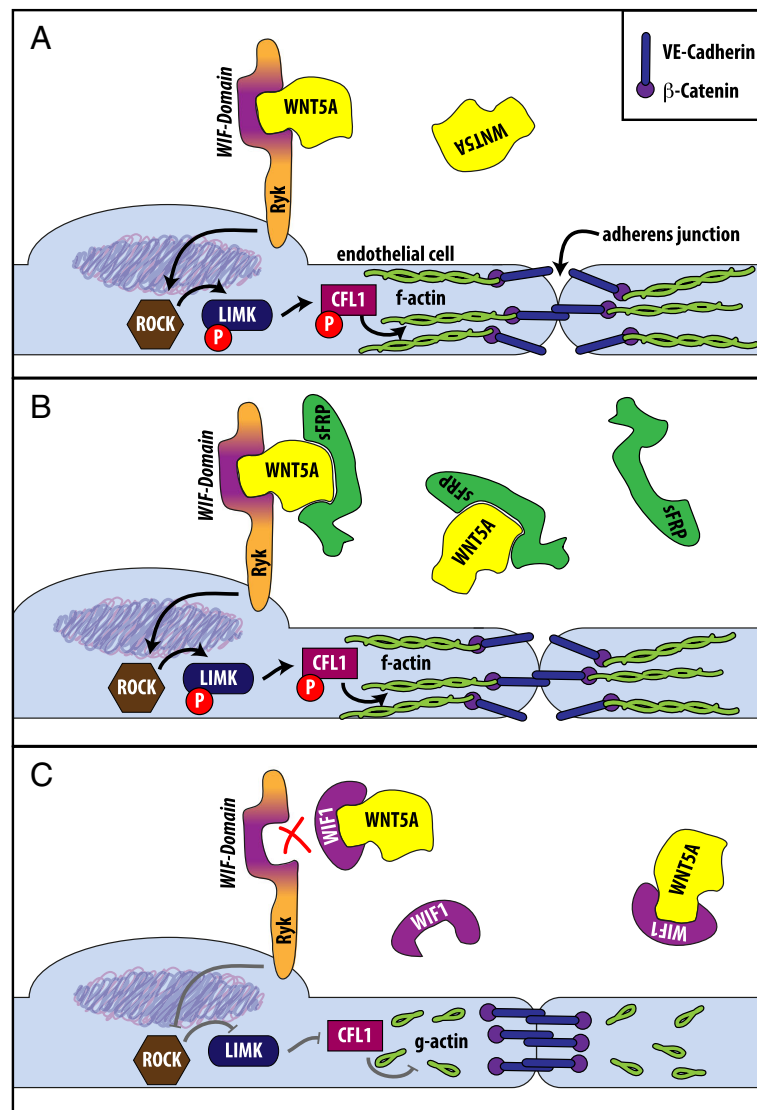 A
VE-Cadherin
β-Catenin
WIF-Domain
WNT5A
WNT5A
Ryk
adherens junction
endothelial cell
f-actin
ROCK
LIMK
P
CFL1
P
B
WIF-Domain
WNT5A
sFRP
sFRP
WNT5A
sFRP
Ryk
ROCK
LIMK
P
CFL1
P
f-actin
C
WIF-Domain
WIF1
WNT5A
WNT5A
WIF1
WIF1
Ryk
ROCK
LIMK
CFL1
g-actin